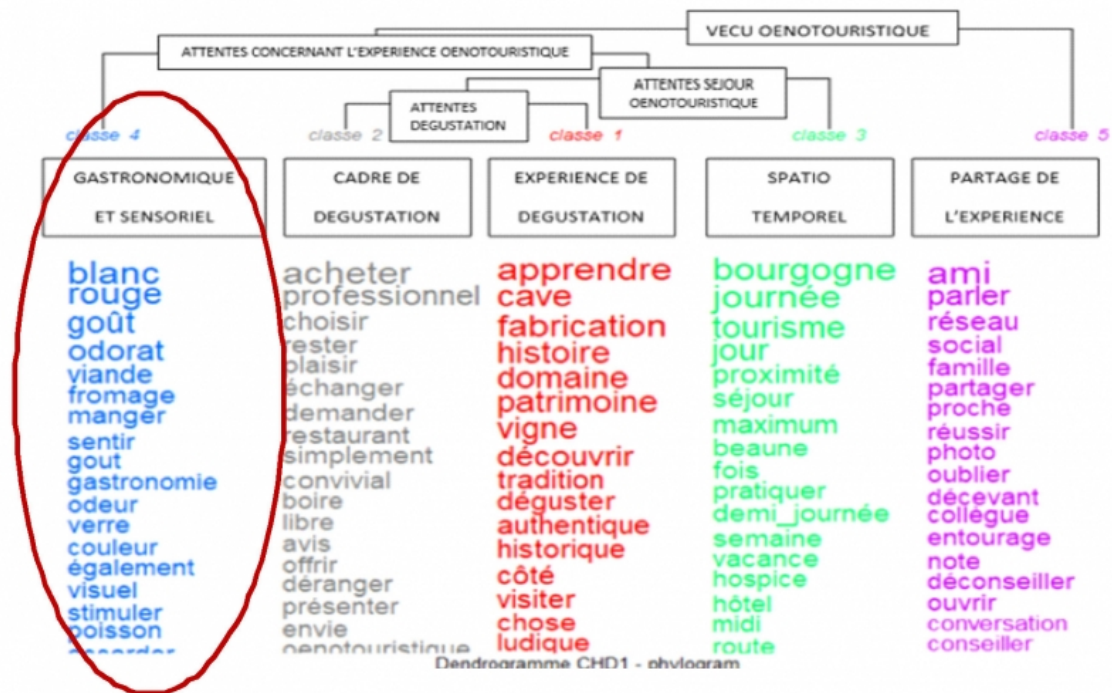 VECU OENOTOURISTIQUE
ATTENTES CONCERNANT L'EXPERIENCE OENOTOURISTIQUE
ATTENTES SEJOUR
OENOTOURISTIQUE
ATTENTES
DEGUSTATION
classe 4
classe 2
classe 1
classe 3
classe 5
GASTRONOMIQUE
ET SENSORIEL
CADRE DE
DEGUSTATION
EXPERIENCE DE
DEGUSTATION
SPATIO
TEMPOREL
PARTAGE DE
L'EXPERIENCE
blanc
rouge
goût
odorat
viande
fromage
manger
sentir
gout
gastronomie
odeur
verre
couleur
également
visuel
stimuler
poisson
accorder
acheter
professionnel
choisir
rester
plaisir
échanger
demander
restaurant
simplement
convivial
boire
libre
avis
offrir
déranger
présenter
envie
oenotouristique
apprendre
cave
fabrication
histoire
domaine
patrimoine
vigne
découvrir
tradition
déguster
authentique
historique
côté
visiter
chose
ludique
bourgogne
journée
tourisme
jour
proximité
séjour
maximum
beaune
fois
pratiquer
demi_journée
semaine
vacance
hospice
hôtel
midi
route
ami
parler
réseau
social
famille
partager
proche
réussir
photo
oublier
décevant
collègue
entourage
note
déconseiller
ouvrir
conversation
conseiller
Dendrogramme CHD1 - phylogram